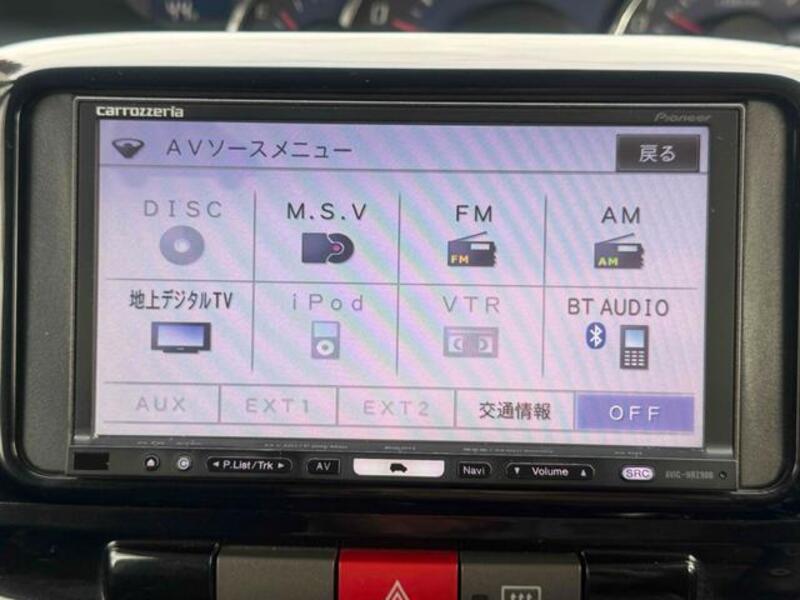 carrozzeria
Pioneer
AVソースメニュー
戻る
DISC
M.S.V
FM
AM
FM
AM
地上デジタルTV
iPod
VTR
BT AUDIO
AUX
EXT1
EXT2
交通情報
OFF
P.List/Trk
AV
Navi
Volume
SRC